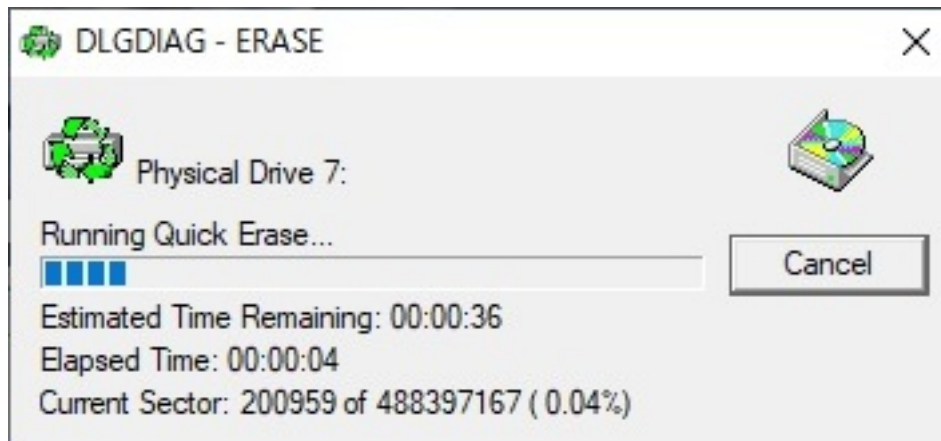 DLGDIAG - ERASE
Physical Drive 7:
Running Quick Erase...
Cancel
Estimated Time Remaining: 00:00:36
Elapsed Time: 00:00:04
Current Sector: 200959 of 488397167 ( 0.04%)